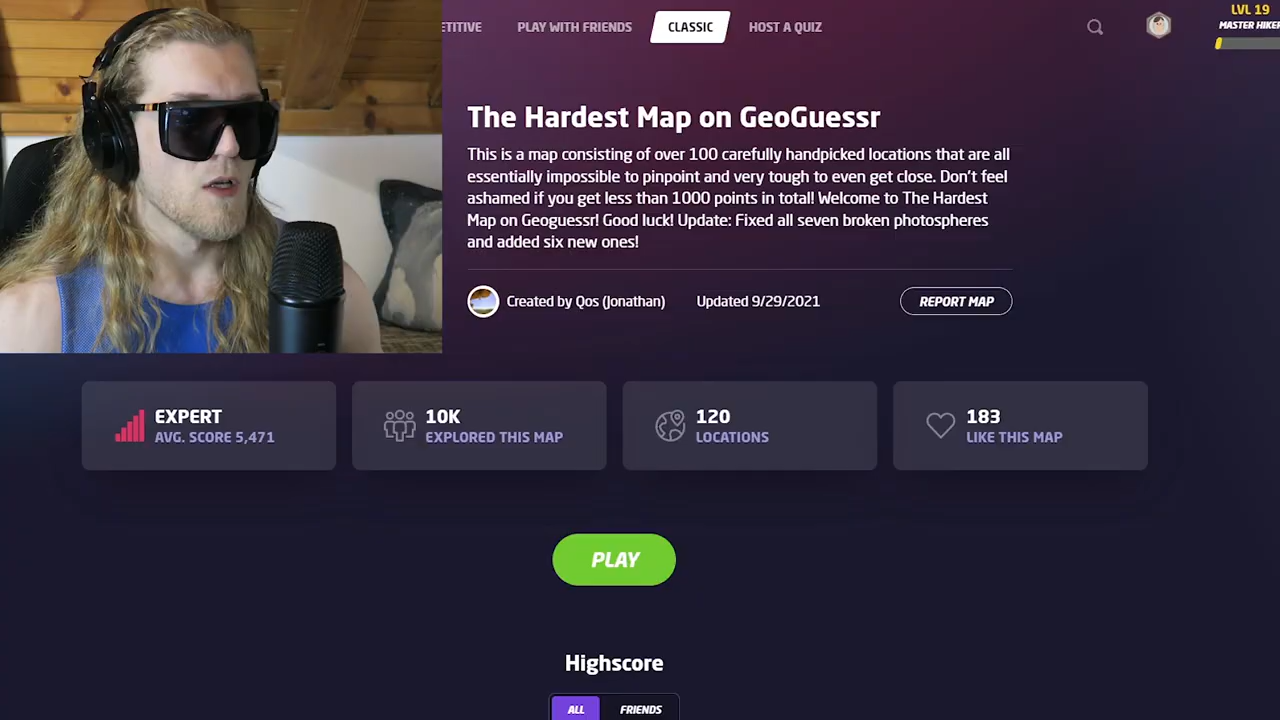 PLAY WITH FRIENDS
CLASSIC
HOST A QUIZ
LVL 19
The Hardest Map on GeoGuessr
This is a map consisting of over 100 carefully handpicked locations that are all
essentially impossible to pinpoint and very tough to even get close. Don't feel
ashamed if you get less than 1000 points in total! Welcome to The Hardest
Map on Geoguessr! Good luck! Update: Fixed all seven broken photospheres
and added six new ones!
Created by Qos (Jonathan)
Updated 9/29/2021
REPORT MAP
EXPERT
AVG. SCORE 5,471
10K
EXPLORED THIS MAP
120
LOCATIONS
183
LIKE THIS MAP
PLAY
Highscore
ALL
FRIENDS